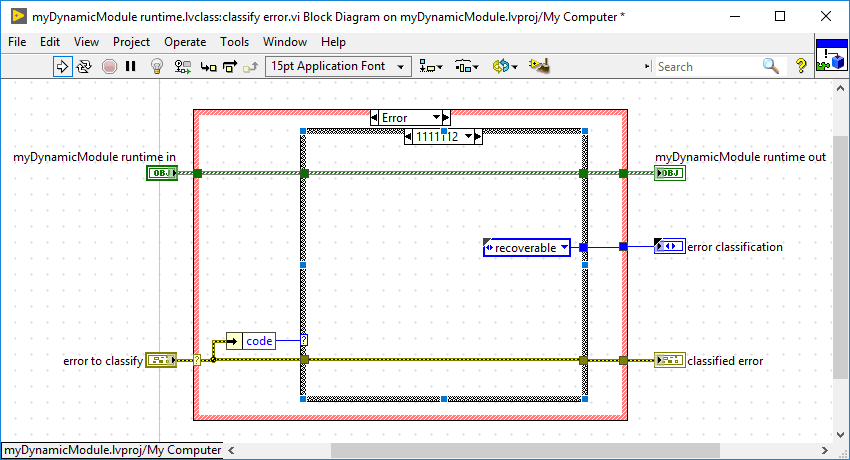 myDynamicModule runtime.lvclass:classify error.vi Block Diagram on myDynamicModule.lvproj/My Computer *
File Edit View Project Operate Tools Window Help
15pt Application Font
Search
?
Error
1111112
myDynamicModule runtime in
myDynamicModule runtime out
OBJ
OBJ
recoverable
error classification
code
?
error to classify
?
classified error
myDynamicModule.lvproj/My Computer